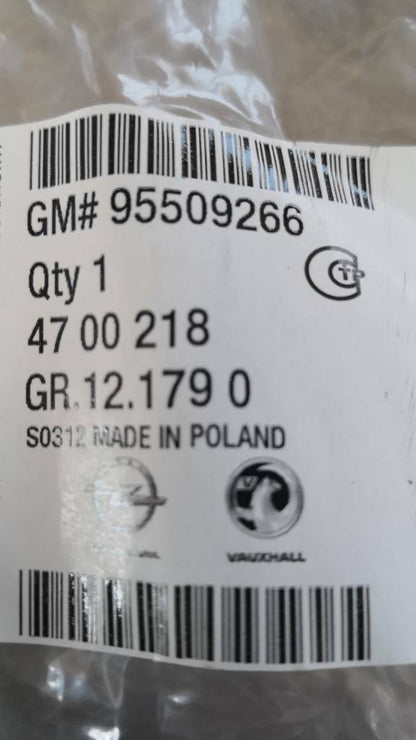 GM# 95509266
Qty 1
47 00 218
GR.12.179 0
S0312 MADE IN POLAND
VAUXHALL